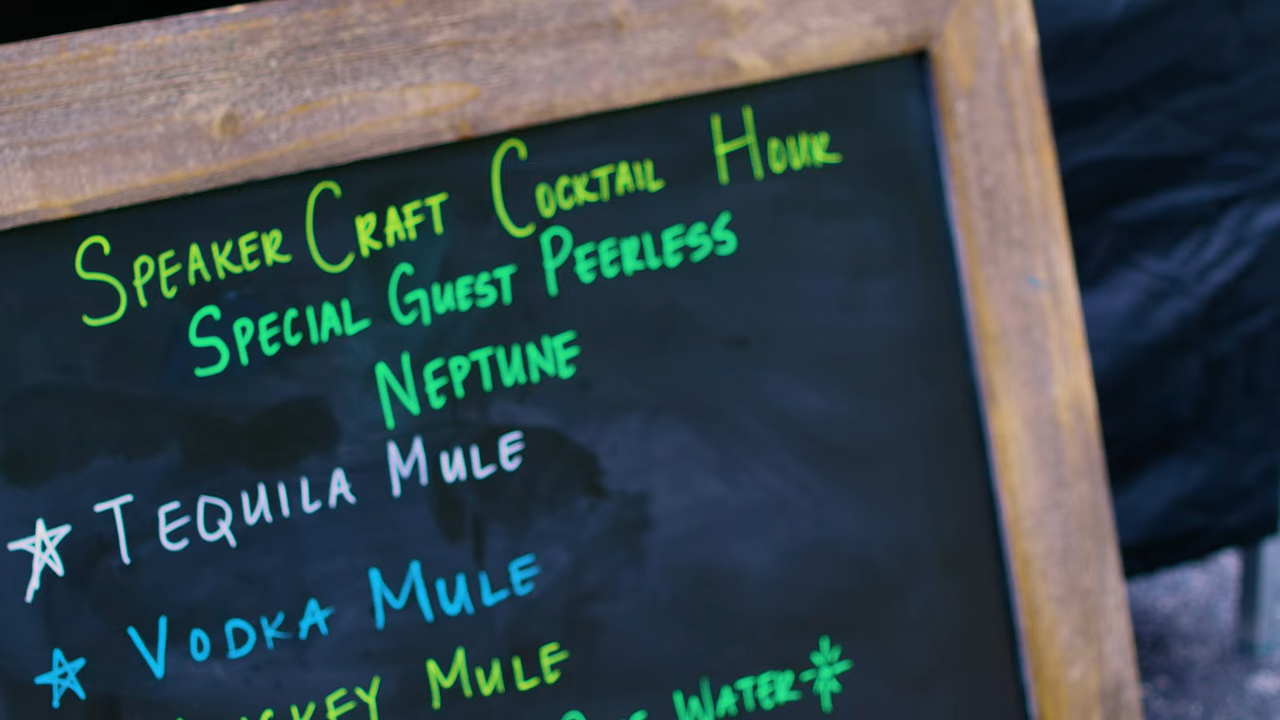 SPEAKER CRAFT COCKTAIL HOUR
SPECIAL GUEST PEERLESS
NEPTUNE
TEQUILA MULE
VODKA MULE
MULE
WATER